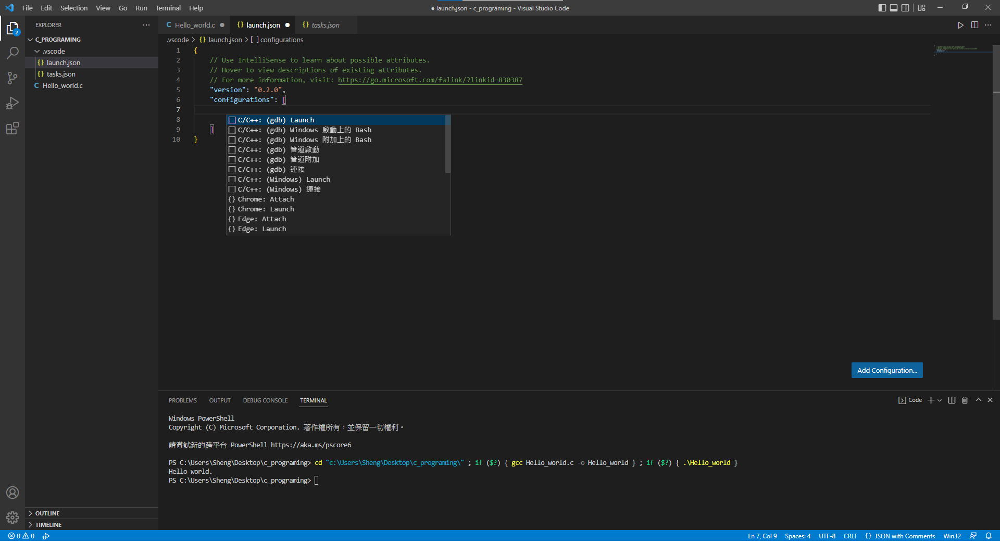 File Edit Selection View Go Run Terminal Help
● launch.json - c_programing - Visual Studio Code
2
EXPLORER
C_PROGRAMING
.vscode
{} launch.json
{} tasks.json
C Hello_world.c
OUTLINE
TIMELINE
C Hello_world.c ● {} launch.json ● {} tasks.json
.vscode > {} launch.json > [ ] configurations
1 {
2 // Use IntelliSense to learn about possible attributes.
3 // Hover to view descriptions of existing attributes.
4 // For more information, visit: https://go.microsoft.com/fwlink/?linkid=830387
5 "version": "0.2.0",
6 "configurations": [
7
8
9 ]
10 }
C/C++: (gdb) Launch
C/C++: (gdb) Windows 啟動上的 Bash
C/C++: (gdb) Windows 附加上的 Bash
C/C++: (gdb) 管道啟動
C/C++: (gdb) 管道附加
C/C++: (gdb) 連接
C/C++: (Windows) Launch
C/C++: (Windows) 連接
{} Chrome: Attach
{} Chrome: Launch
{} Edge: Attach
{} Edge: Launch
Add Configuration...
PROBLEMS OUTPUT DEBUG CONSOLE TERMINAL
Code
Windows PowerShell
Copyright (C) Microsoft Corporation. 著作權所有，並保留一切權利。
請嘗試新的跨平台 PowerShell https://aka.ms/pscore6
PS C:\Users\Sheng\Desktop\c_programing> cd "c:\Users\Sheng\Desktop\c_programing\" ; if ($?) { gcc Hello_world.c -o Hello_world } ; if ($?) { .\Hello_world }
Hello world.
PS C:\Users\Sheng\Desktop\c_programing>
0 0
Ln 7, Col 9 Spaces: 4 UTF-8 CRLF {} JSON with Comments Win32